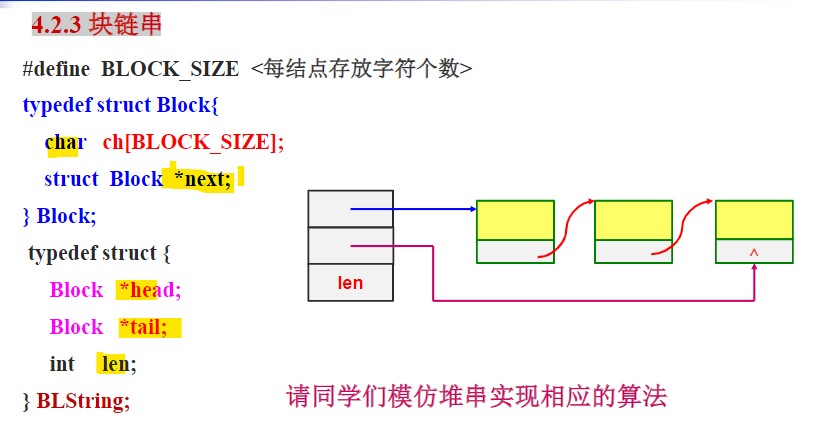 4.2.3 块链串
#define BLOCK_SIZE <每结点存放字符个数>
typedef struct Block{
char ch[BLOCK_SIZE];
struct Block *next;
} Block;
typedef struct {
Block *head;
Block *tail;
int len;
} BLString;
len
^
请同学们模仿堆串实现相应的算法